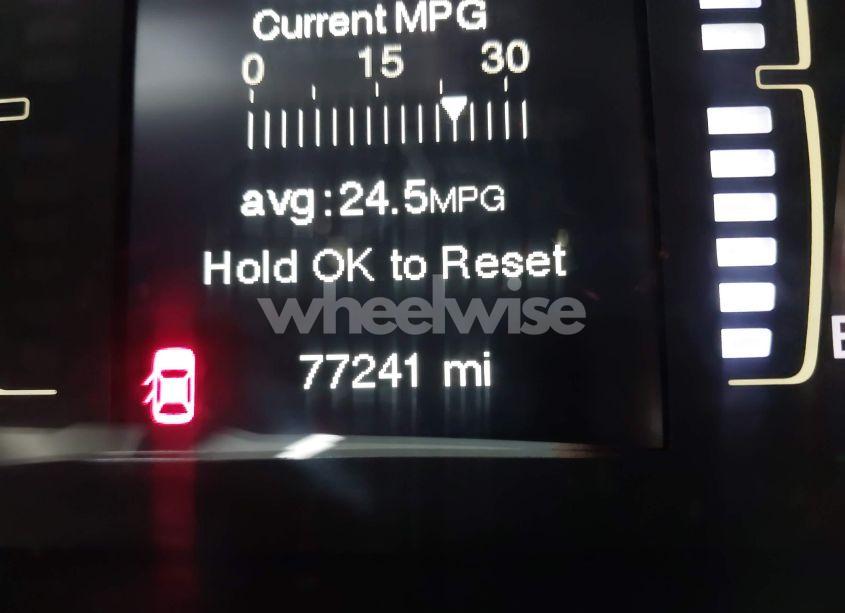 Current MPG
0 15 30
avg:24.5MPG
Hold OK to Reset
wheelwise
77241 mi